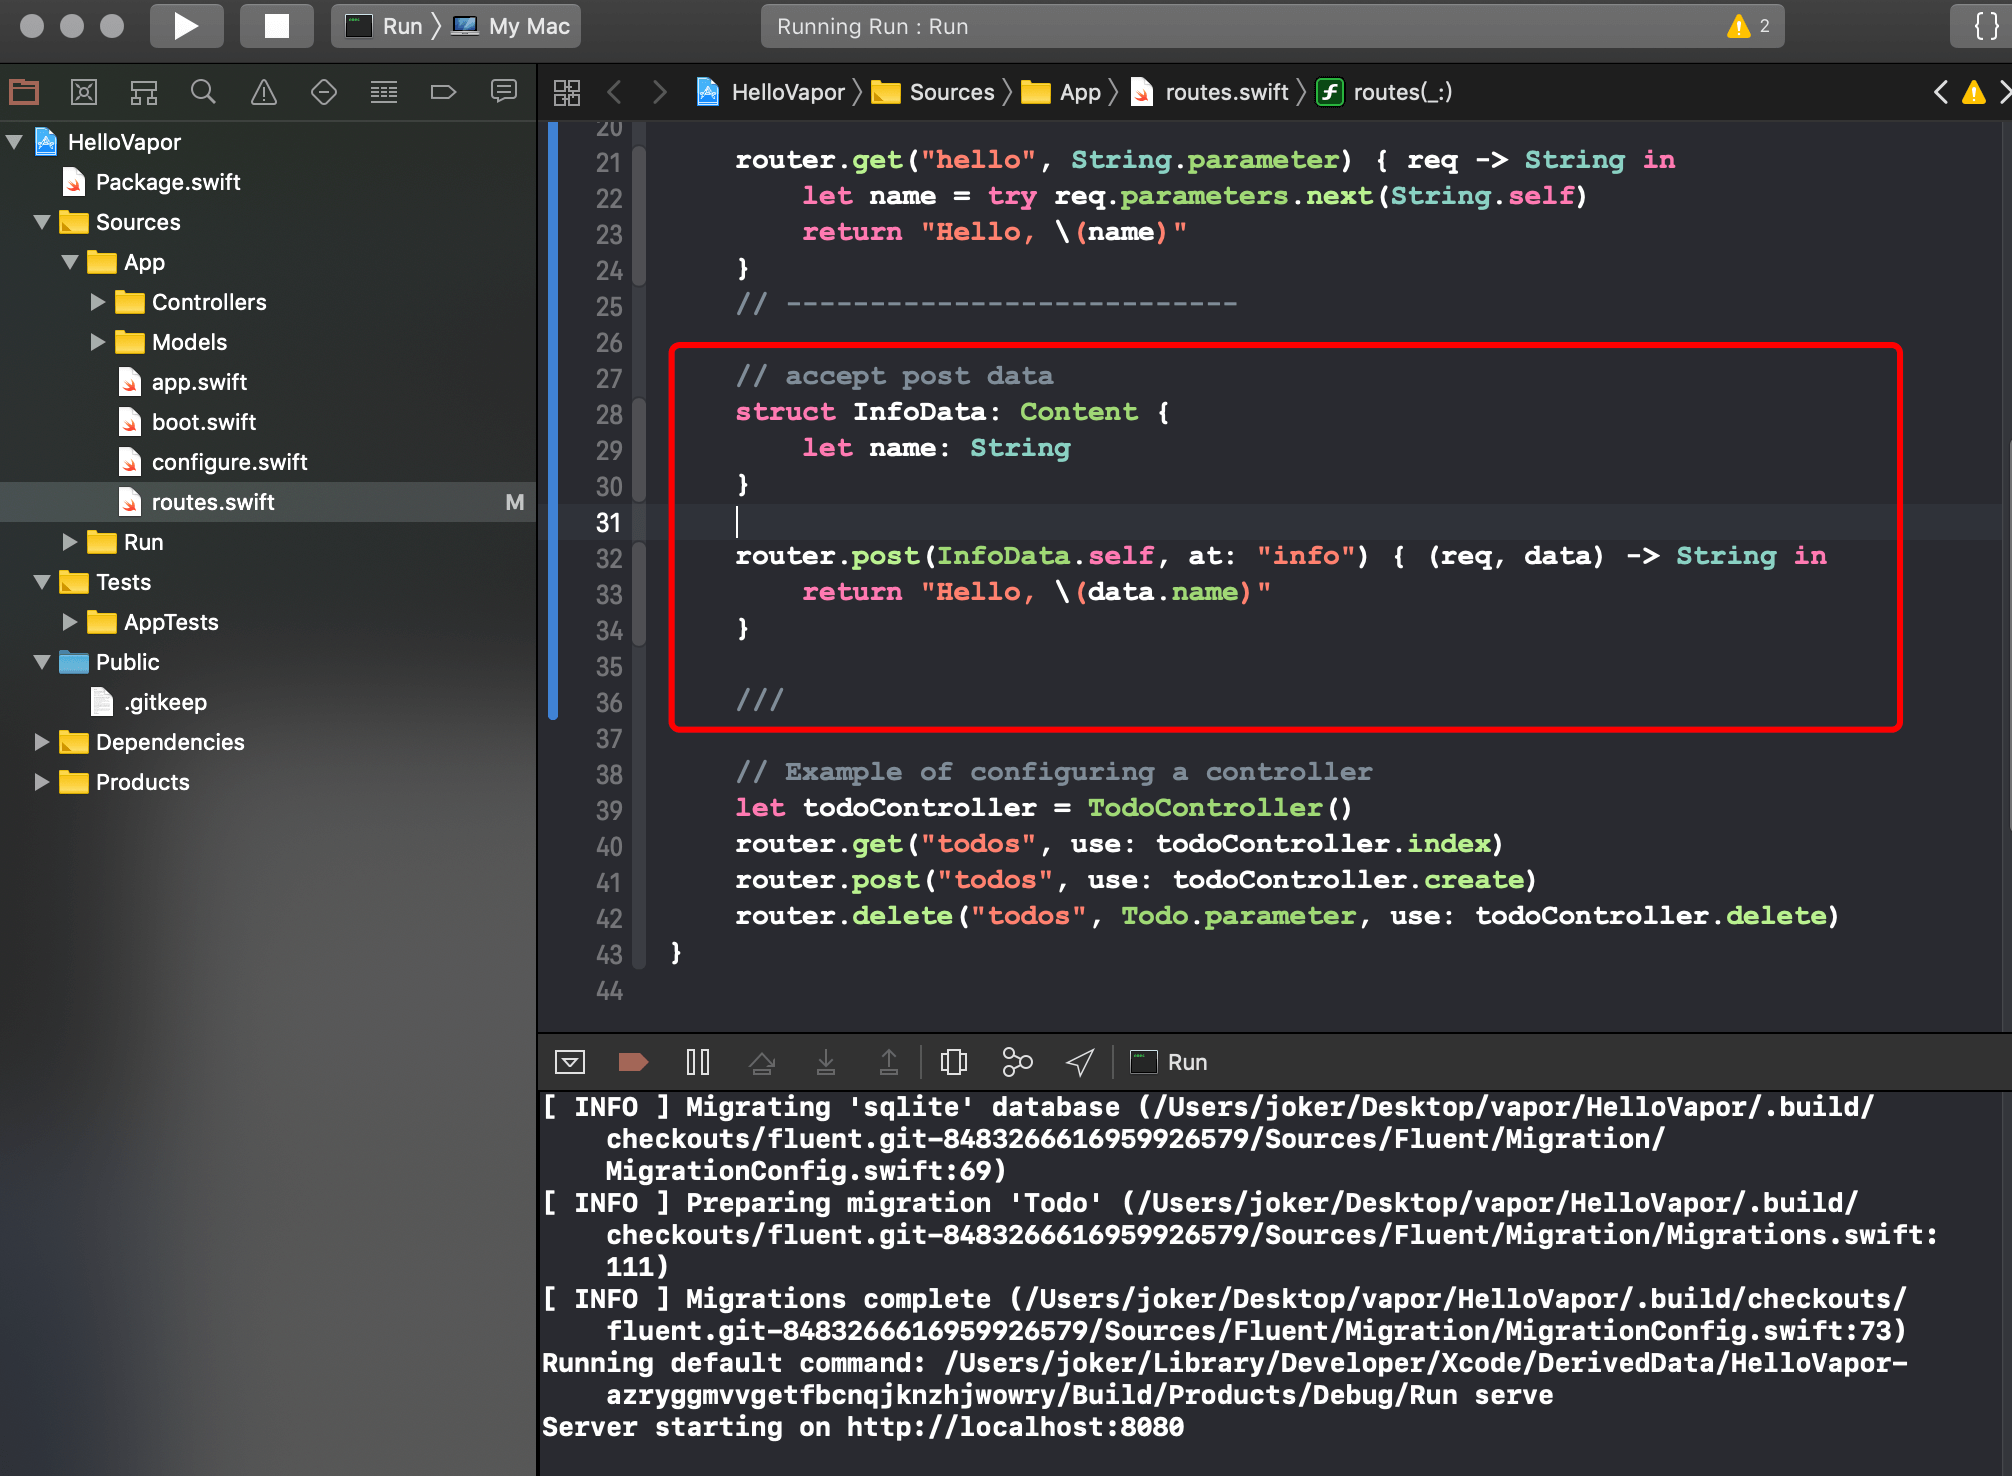 Run
My Mac
Running Run : Run
2
{ }
HelloVapor
Sources
App
routes.swift
routes(_:)
HelloVapor
Package.swift
Sources
App
Controllers
Models
app.swift
boot.swift
configure.swift
routes.swift M
Run
Tests
AppTests
Public
.gitkeep
Dependencies
Products
20
21 router.get("hello", String.parameter) { req -> String in
22 let name = try req.parameters.next(String.self)
23 return "Hello, \(name)"
24 }
25 // ---------------------------
26
27 // accept post data
28 struct InfoData: Content {
29 let name: String
30 }
31
32 router.post(InfoData.self, at: "info") { (req, data) -> String in
33 return "Hello, \(data.name)"
34 }
35
36 ///
37
38 // Example of configuring a controller
39 let todoController = TodoController()
40 router.get("todos", use: todoController.index)
41 router.post("todos", use: todoController.create)
42 router.delete("todos", Todo.parameter, use: todoController.delete)
43 }
44
Run
[ INFO ] Migrating 'sqlite' database (/Users/joker/Desktop/vapor/HelloVapor/.build/
checkouts/fluent.git-8483266616959926579/Sources/Fluent/Migration/
MigrationConfig.swift:69)
[ INFO ] Preparing migration 'Todo' (/Users/joker/Desktop/vapor/HelloVapor/.build/
checkouts/fluent.git-8483266616959926579/Sources/Fluent/Migration/Migrations.swift:
111)
[ INFO ] Migrations complete (/Users/joker/Desktop/vapor/HelloVapor/.build/checkouts/
fluent.git-8483266616959926579/Sources/Fluent/Migration/MigrationConfig.swift:73)
Running default command: /Users/joker/Library/Developer/Xcode/DerivedData/HelloVapor-
azryggmvvgetfbcnqjknzhjwowry/Build/Products/Debug/Run serve
Server starting on http://localhost:8080